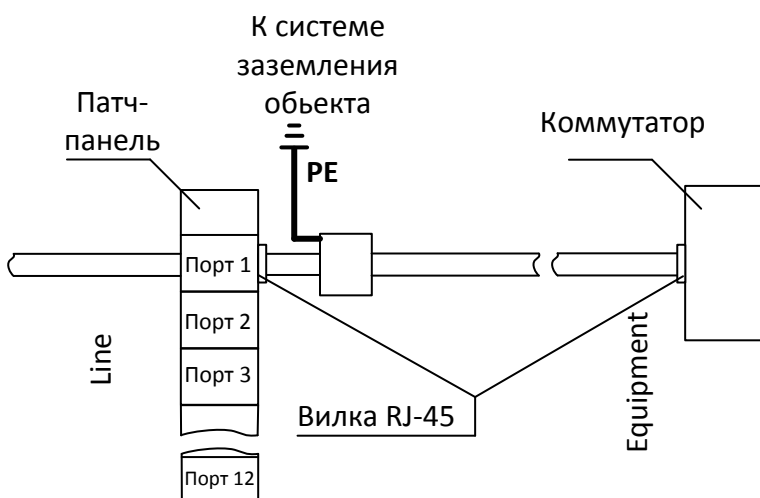 К системе
заземления
обьекта
Патч-
панель
Коммутатор
PE
Порт 1
Порт 2
Порт 3
Line
Equipment
Вилка RJ-45
Порт 12